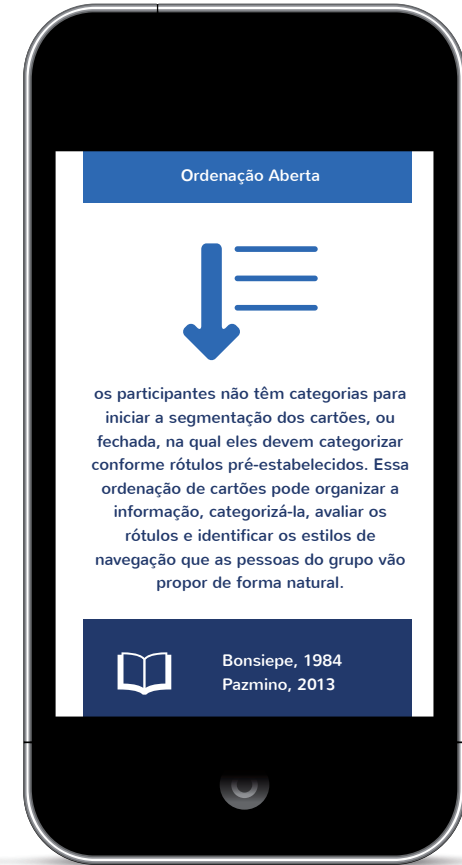 Ordenação Aberta
os participantes não têm categorias para
iniciar a segmentação dos cartões, ou
fechada, na qual eles devem categorizar
conforme rótulos pré-estabelecidos. Essa
ordenação de cartões pode organizar a
informação, categorizá-la, avaliar os
rótulos e identificar os estilos de
navegação que as pessoas do grupo vão
propor de forma natural.
Bonsiepe, 1984
Pazmino, 2013